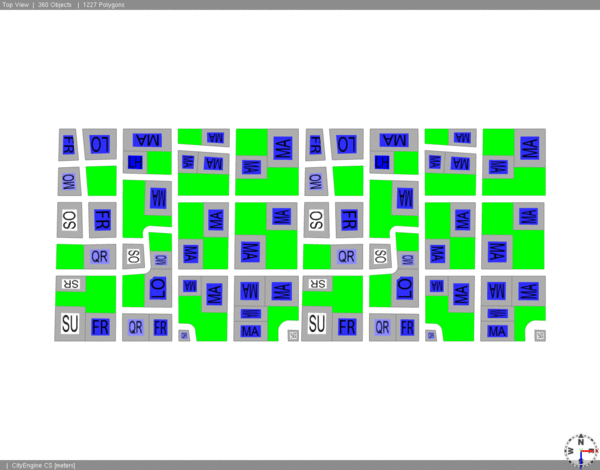 Top View | 360 Objects | 1227 Polygons
FR LO MA MA MA FR LO MA MA MA
MA MA MA MA MA MA
OW OW
MA MA
OS FR MA MA OS FR MA MA
QR SO OW MA MA QR SO OW MA MA
SR LO MA MA MA MA SR LO MA MA MA MA
SU FR QR FR MA SU FR QR FR MA
N
W
| CityEngine CS [meters]